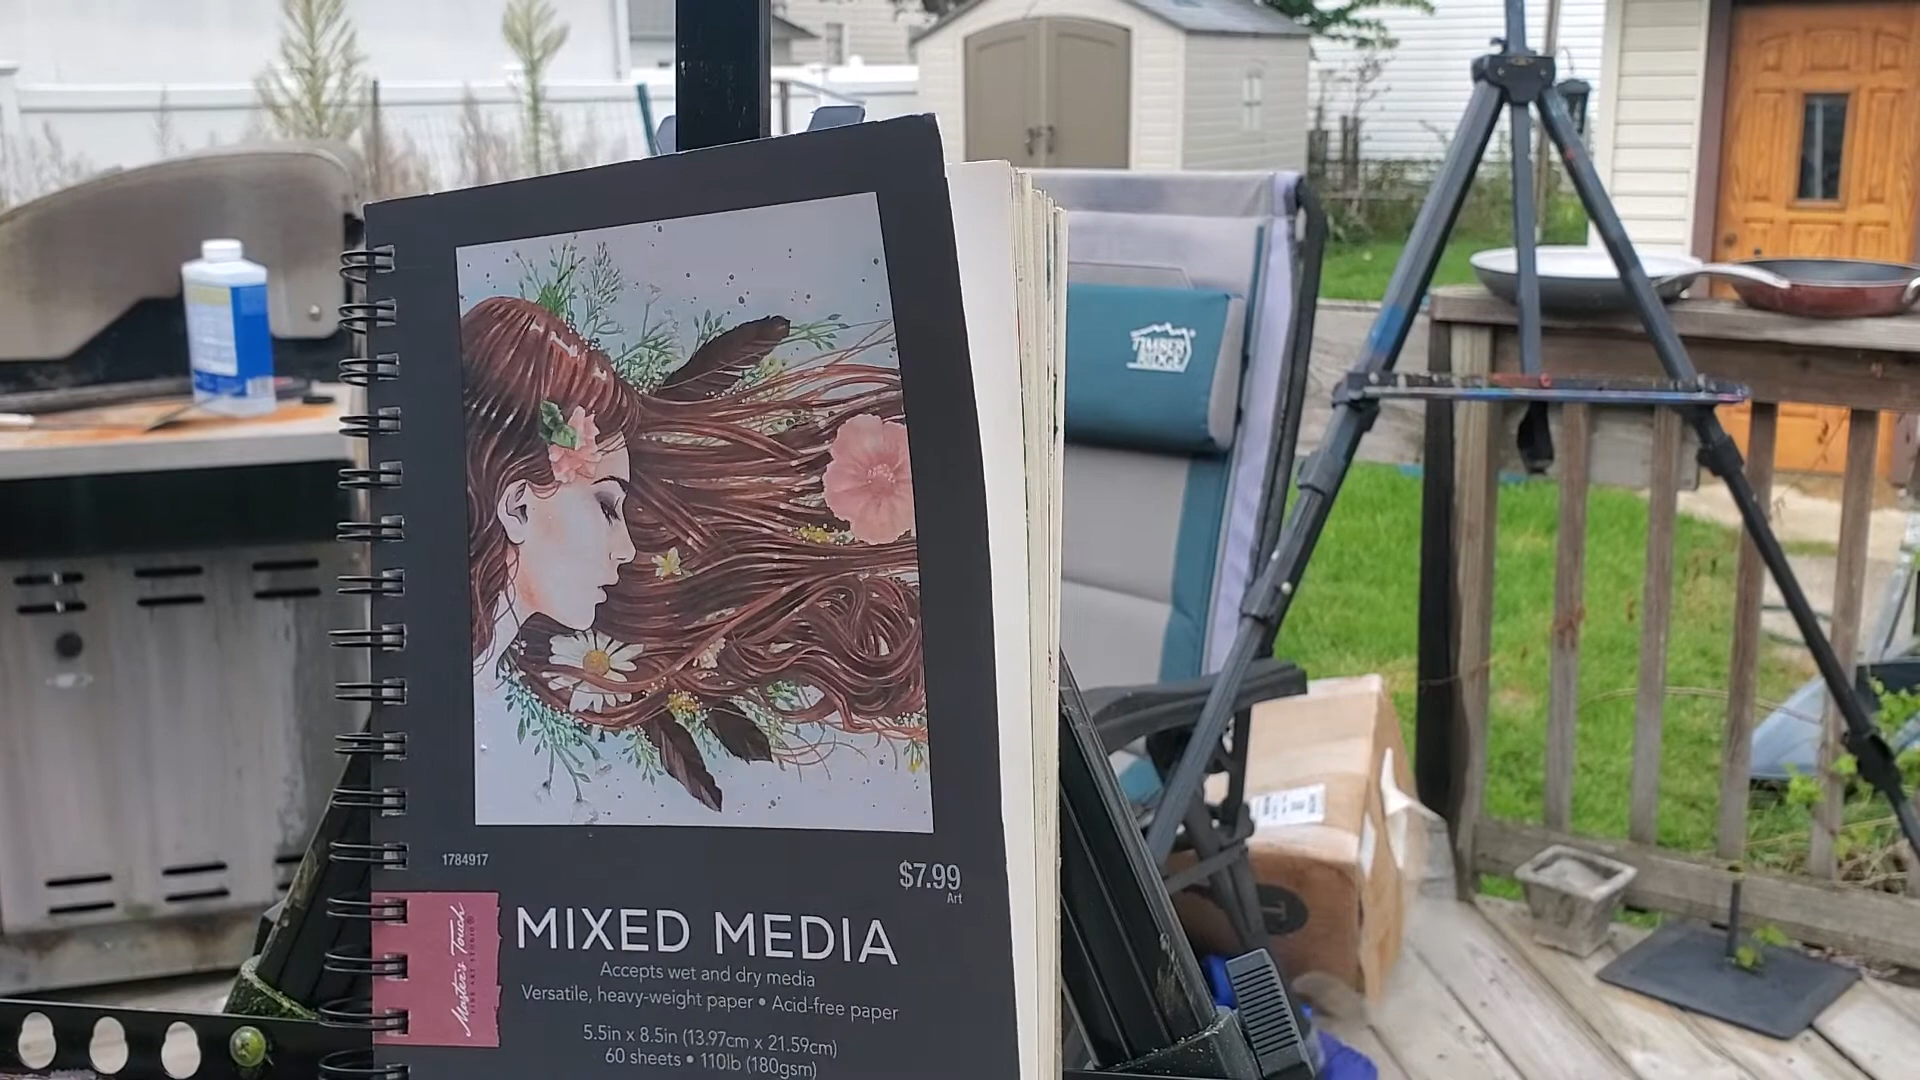 TIMBER
RIDGE
1784917
$7.99
Art
Master's Touch
MIXED MEDIA
Accepts wet and dry media
Versatile, heavy-weight paper • Acid-free paper
5.5in x 8.5in (13.97cm x 21.59cm)
60 sheets • 110lb (180gsm)